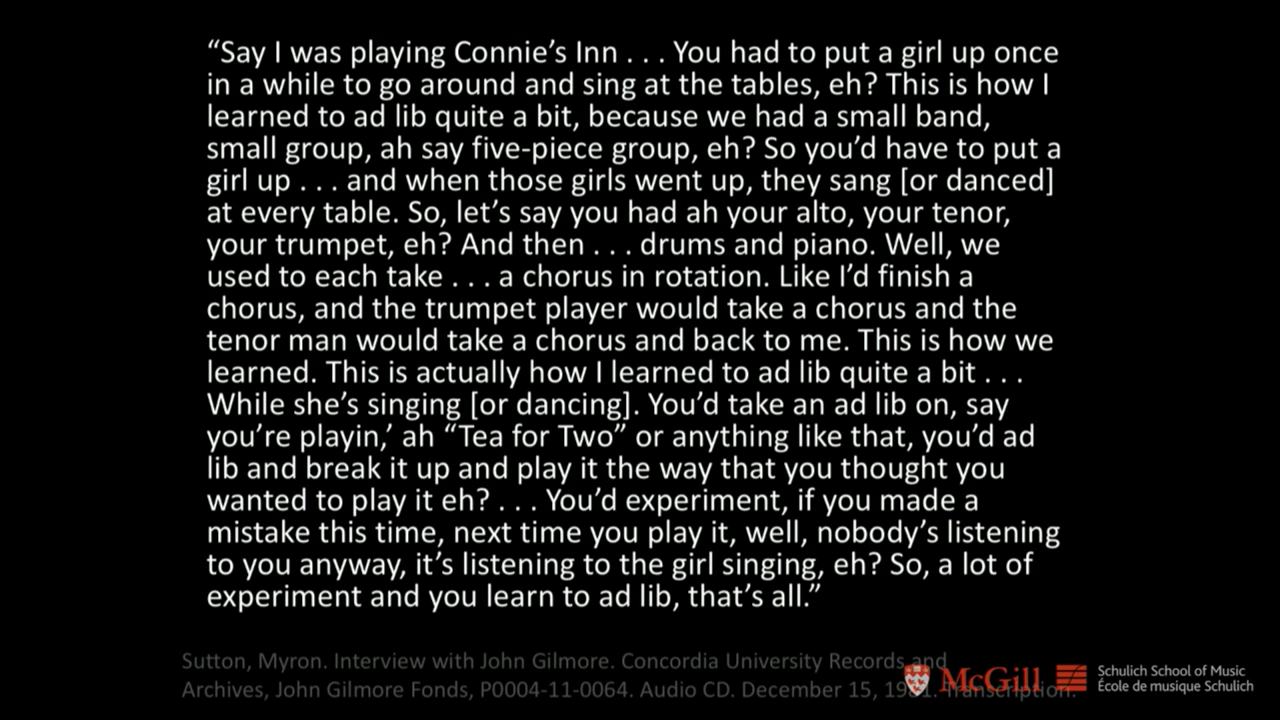 “Say I was playing Connie’s Inn . . . You had to put a girl up once
in a while to go around and sing at the tables, eh? This is how I
learned to ad lib quite a bit, because we had a small band,
small group, ah say five-piece group, eh? So you’d have to put a
girl up . . . and when those girls went up, they sang [or danced]
at every table. So, let’s say you had ah your alto, your tenor,
your trumpet, eh? And then . . . drums and piano. Well, we
used to each take . . . a chorus in rotation. Like I’d finish a
chorus, and the trumpet player would take a chorus and the
tenor man would take a chorus and back to me. This is how we
learned. This is actually how I learned to ad lib quite a bit . . .
While she’s singing [or dancing]. You’d take an ad lib on, say
you’re playin,’ ah “Tea for Two” or anything like that, you’d ad
lib and break it up and play it the way that you thought you
wanted to play it eh? . . . You’d experiment, if you made a
mistake this time, next time you play it, well, nobody’s listening
to you anyway, it’s listening to the girl singing, eh? So, a lot of
experiment and you learn to ad lib, that’s all.”
Sutton, Myron. Interview with John Gilmore. Concordia University Records and
Archives, John Gilmore Fonds, P0004-11-0064. Audio CD. December 15, Transcription.
McGill
Schulich School of Music
École de musique Schulich